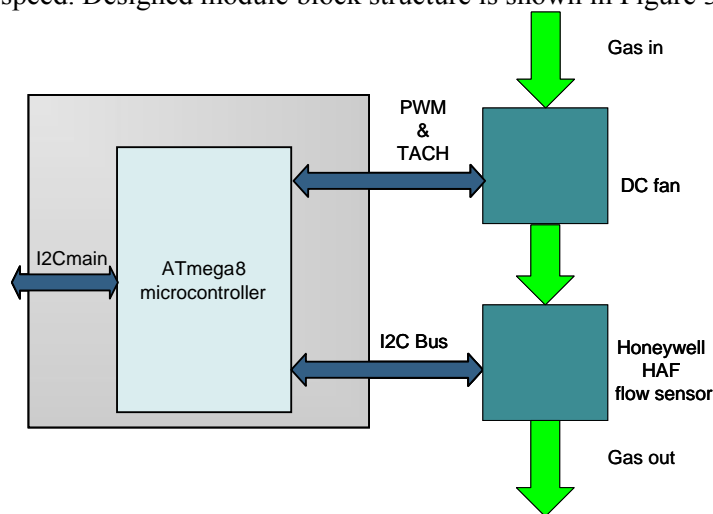 speed. Designed module block structure is shown in Figure 3
Gas in
PWM
&
TACH
DC fan
I2Cmain
ATmega8
microcontroller
I2C Bus
Honeywell
HAF
flow sensor
Gas out